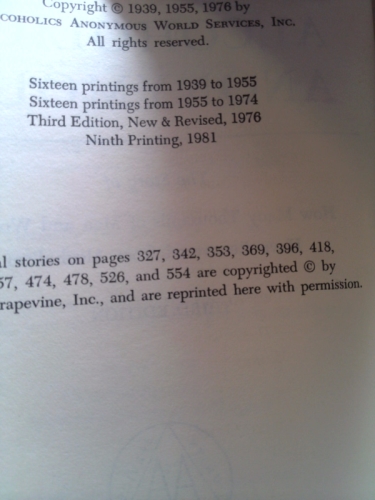 Copyright © 1939, 1955, 1976 by
COHOLICS ANONYMOUS WORLD SERVICES, INC.
All rights reserved.
Sixteen printings from 1939 to 1955
Sixteen printings from 1955 to 1974
Third Edition, New & Revised, 1976
Ninth Printing, 1981
al stories on pages 327, 342, 353, 369, 396, 418,
57, 474, 478, 526, and 554 are copyrighted © by
rapevine, Inc., and are reprinted here with permission.